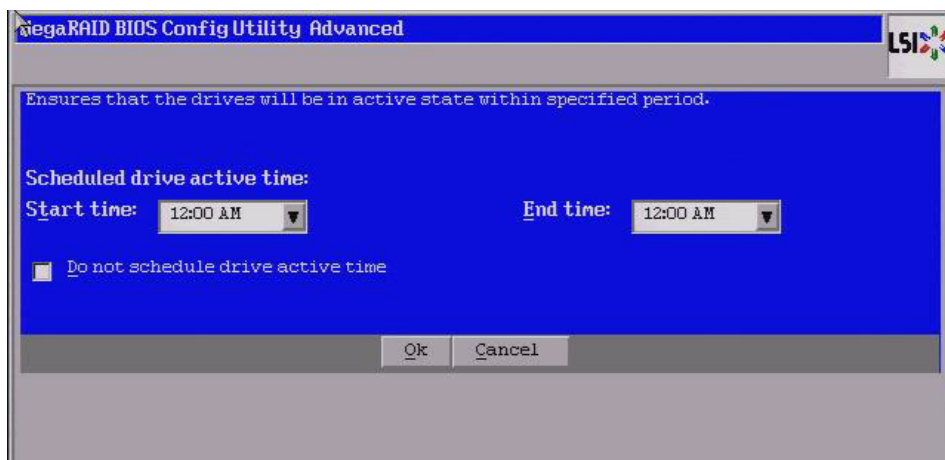 MegaRAID BIOS Config Utility Advanced
LSI
Ensures that the drives will be in active state within specified period.
Scheduled drive active time:
Start time: 12:00 AM End time: 12:00 AM
Do not schedule drive active time
Ok Cancel